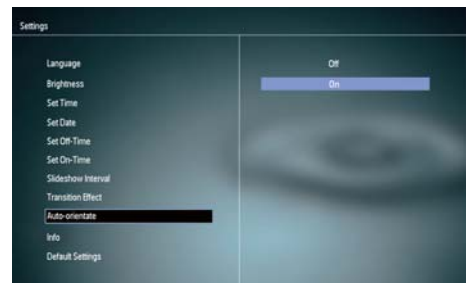 Settings
Language
Brightness
Set Time
Set Date
Set Off-Time
Set On-Time
Slideshow Interval
Transition Effect
Auto-orientate
Info
Default Settings
Off
On